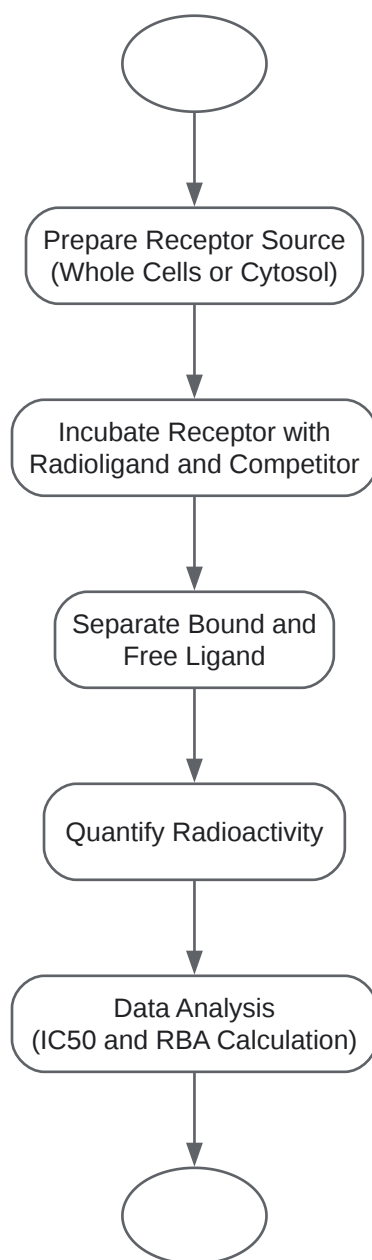 Prepare Receptor Source
(Whole Cells or Cytosol)
Incubate Receptor with
Radioligand and Competitor
Separate Bound and
Free Ligand
Quantify Radioactivity
Data Analysis
(IC50 and RBA Calculation)